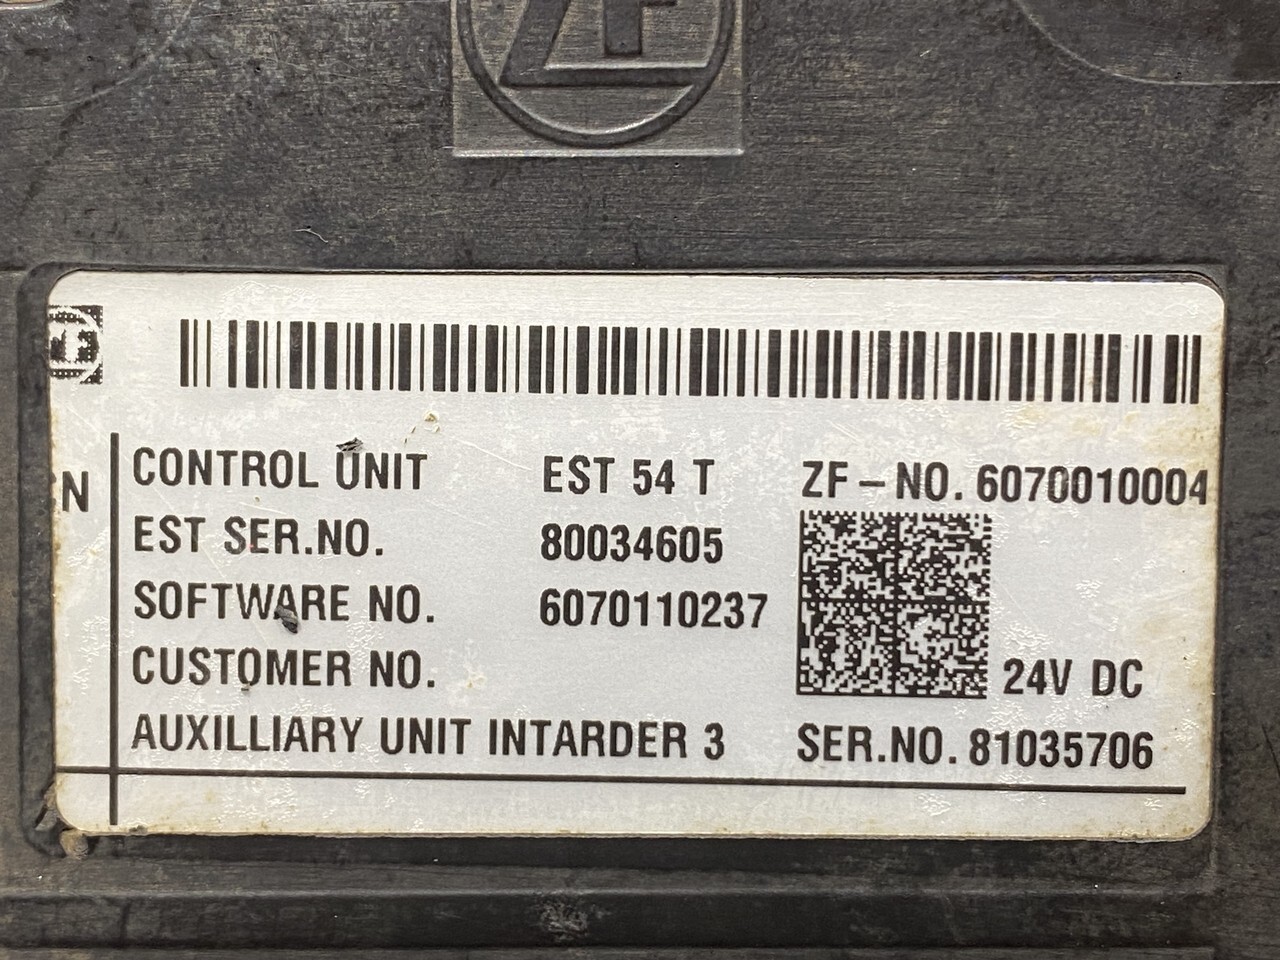 ZF
N
CONTROL UNIT EST 54 T ZF-NO. 6070010004
EST SER.NO. 80034605
SOFTWARE NO. 6070110237
CUSTOMER NO.
24V DC
AUXILLIARY UNIT INTARDER 3 SER.NO. 81035706